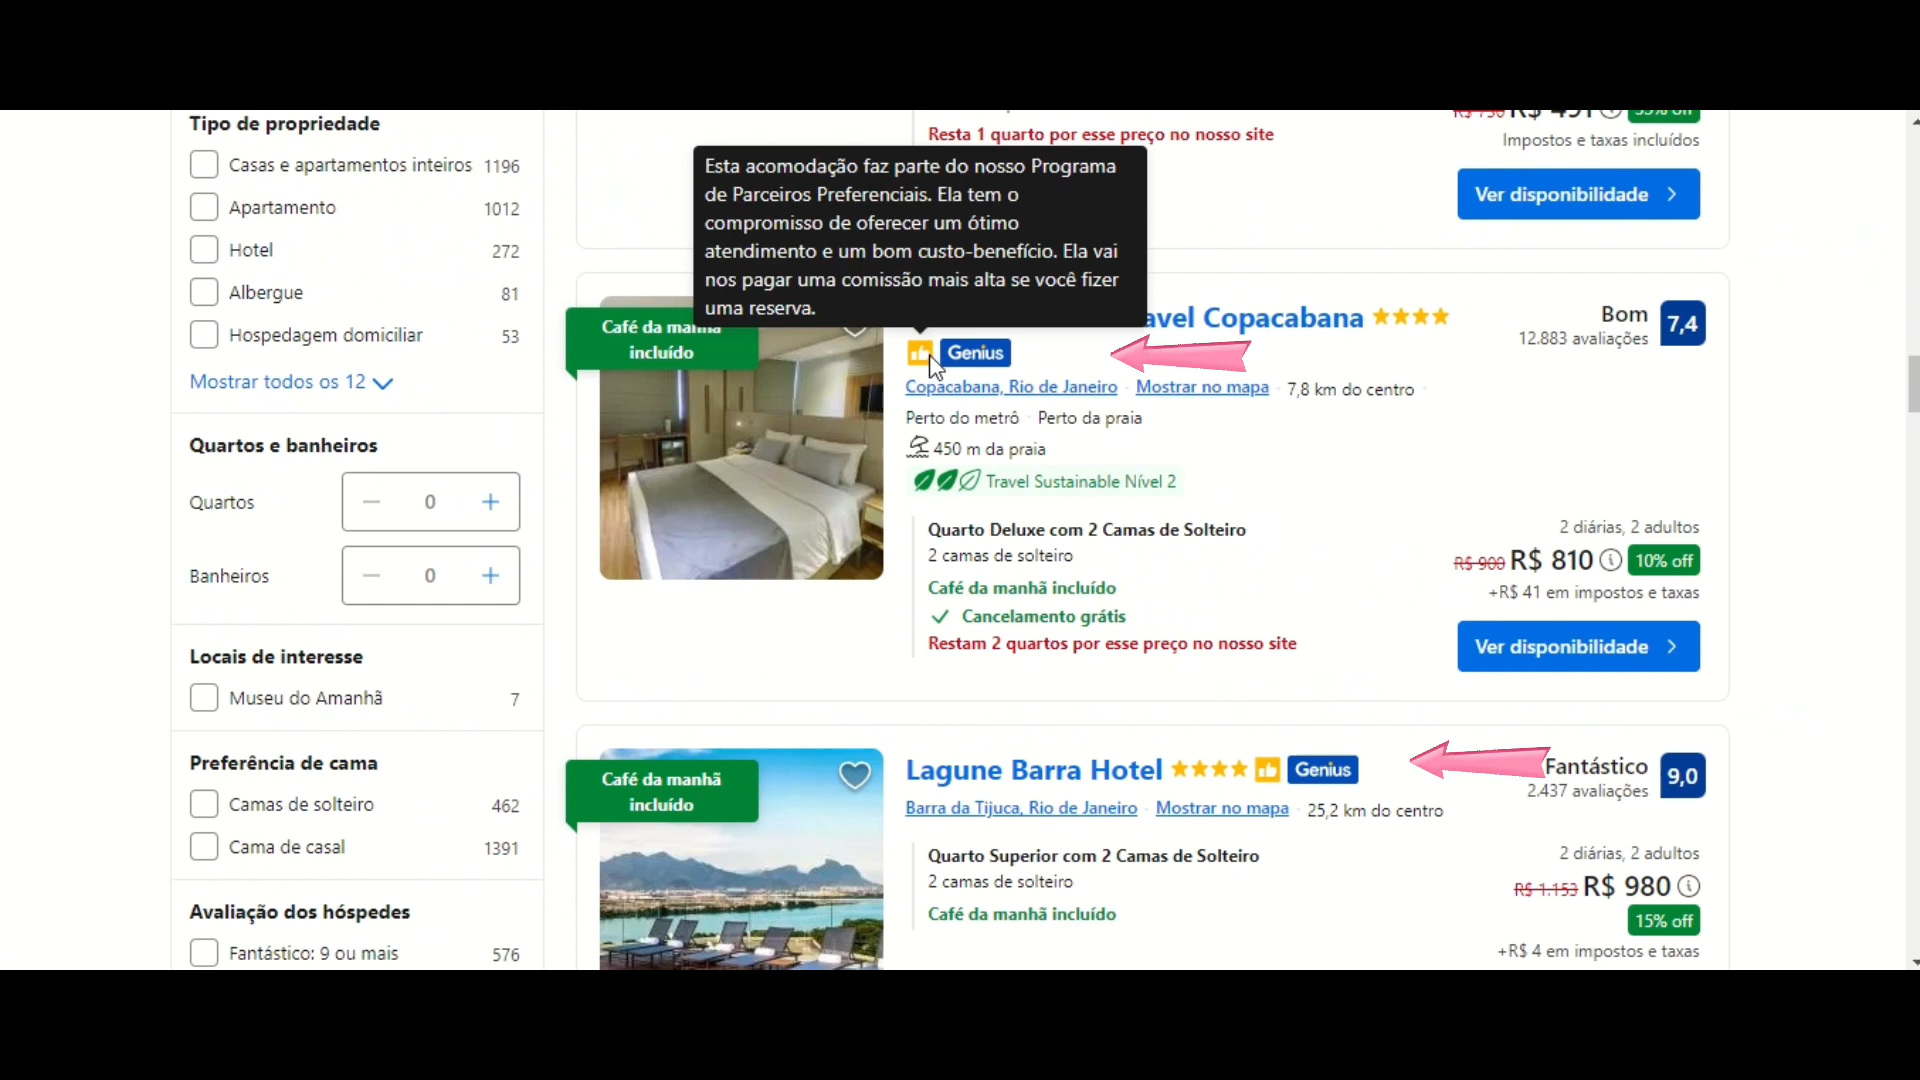 Tipo de propriedade
Casas e apartamentos inteiros 1196
Apartamento 1012
Hotel 272
Albergue 81
Hospedagem domiciliar 53
Mostrar todos os 12
Quartos e banheiros
Quartos 0
Banheiros 0
Locais de interesse
Museu do Amanhã 7
Preferência de cama
Camas de solteiro 462
Cama de casal 1391
Avaliação dos hóspedes
Fantástico: 9 ou mais 576
Resta 1 quarto por esse preço no nosso site
Impostos e taxas incluídos
Ver disponibilidade
Esta acomodação faz parte do nosso Programa
de Parceiros Preferenciais. Ela tem o
compromisso de oferecer um ótimo
atendimento e um bom custo-benefício. Ela vai
nos pagar uma comissão mais alta se você fizer
uma reserva.
Café da manhã
incluído
Copacabana
Genius
Bom
12.883 avaliações
7,4
Copacabana, Rio de Janeiro Mostrar no mapa 7,8 km do centro
Perto do metrô Perto da praia
450 m da praia
Travel Sustainable Nível 2
Quarto Deluxe com 2 Camas de Solteiro
2 camas de solteiro
Café da manhã incluído
Cancelamento grátis
Restam 2 quartos por esse preço no nosso site
2 diárias, 2 adultos
R$ 900 R$ 810 10% off
+R$ 41 em impostos e taxas
Ver disponibilidade
Café da manhã
incluído
Lagune Barra Hotel Genius
Fantástico
2.437 avaliações
9,0
Barra da Tijuca, Rio de Janeiro Mostrar no mapa 25,2 km do centro
Quarto Superior com 2 Camas de Solteiro
2 camas de solteiro
Café da manhã incluído
2 diárias, 2 adultos
R$ 1.153 R$ 980
15% off
+R$ 4 em impostos e taxas